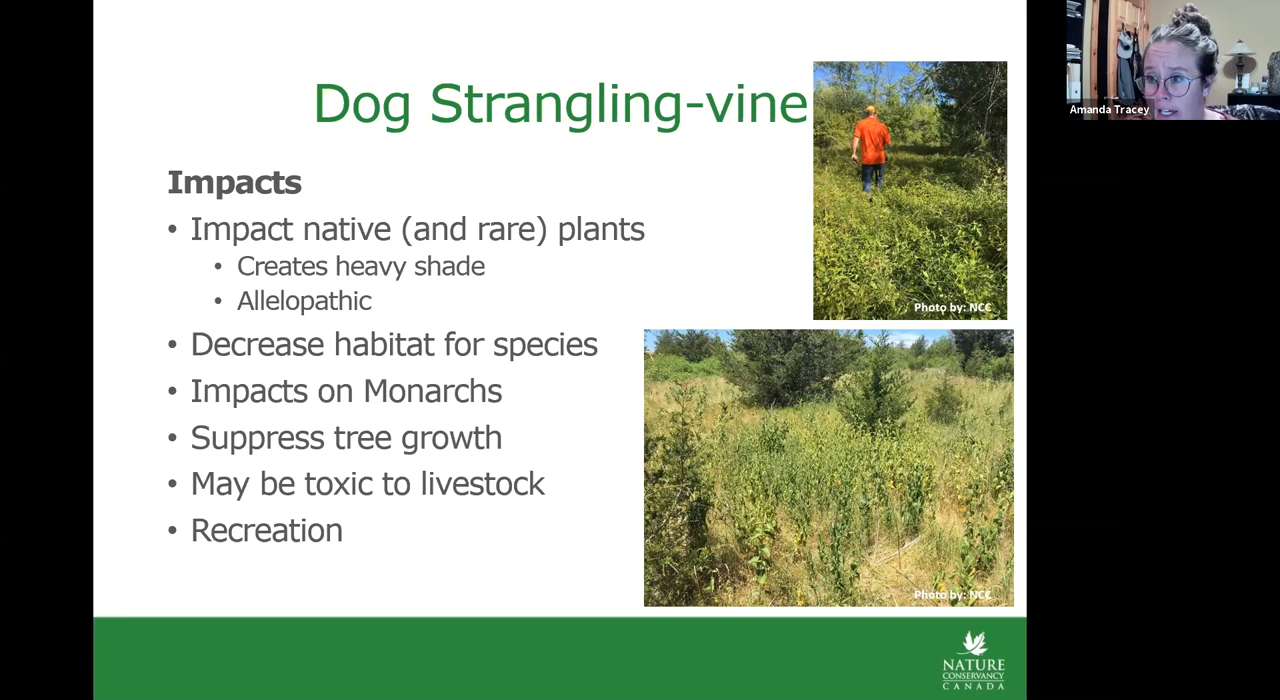 Dog Strangling-vine
Impacts
• Impact native (and rare) plants
• Creates heavy shade
• Allelopathic
• Decrease habitat for species
• Impacts on Monarchs
• Suppress tree growth
• May be toxic to livestock
• Recreation
Photo by: NCC
Photo by: NCC
NATURE
CONSERVANCY
CANADA
Amanda Tracey